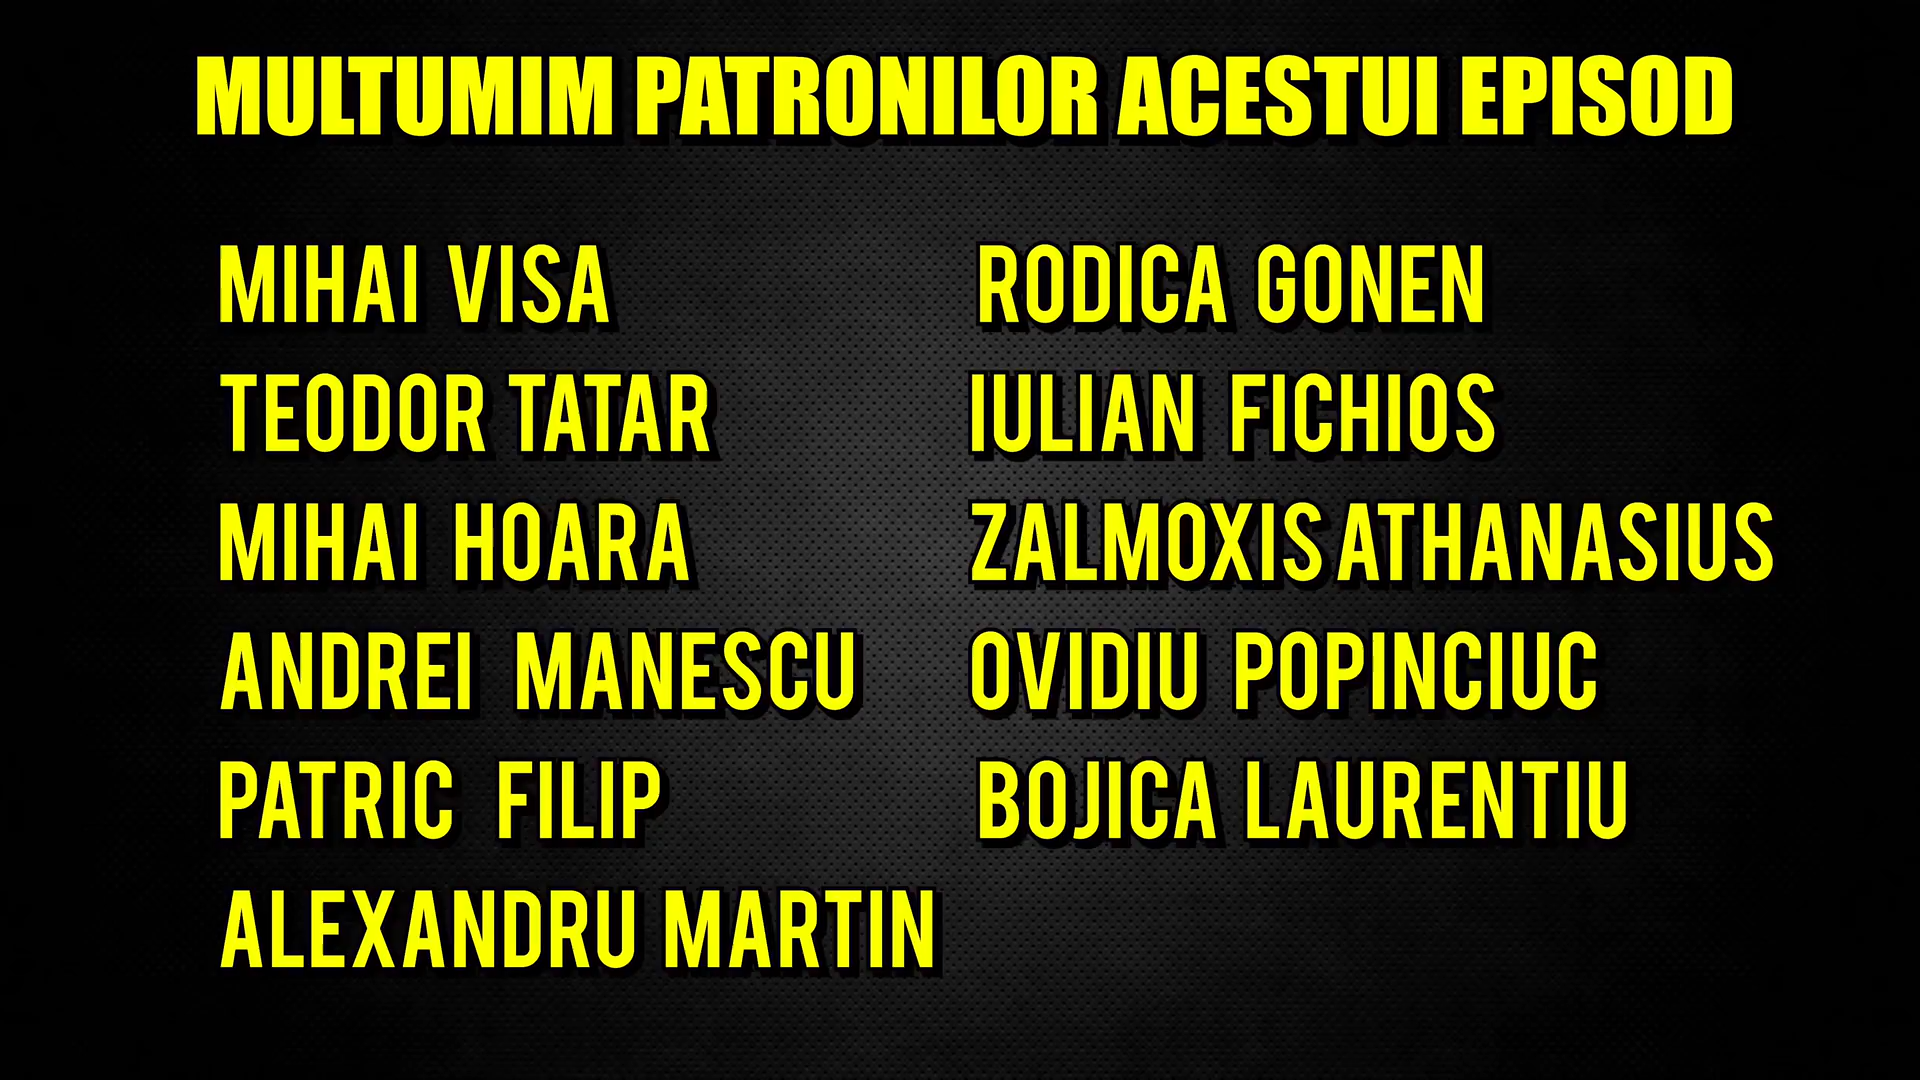 MULTUMIM PATRONILOR ACESTUI EPISOD
MIHAI VISA
TEODOR TATAR
MIHAI HOARA
ANDREI MANESCU
PATRIC FILIP
ALEXANDRU MARTIN
RODICA GONEN
IULIAN FICHIOS
ZALMOXIS ATHANASIUS
OVIDIU POPINCIUC
BOJICA LAURENTIU